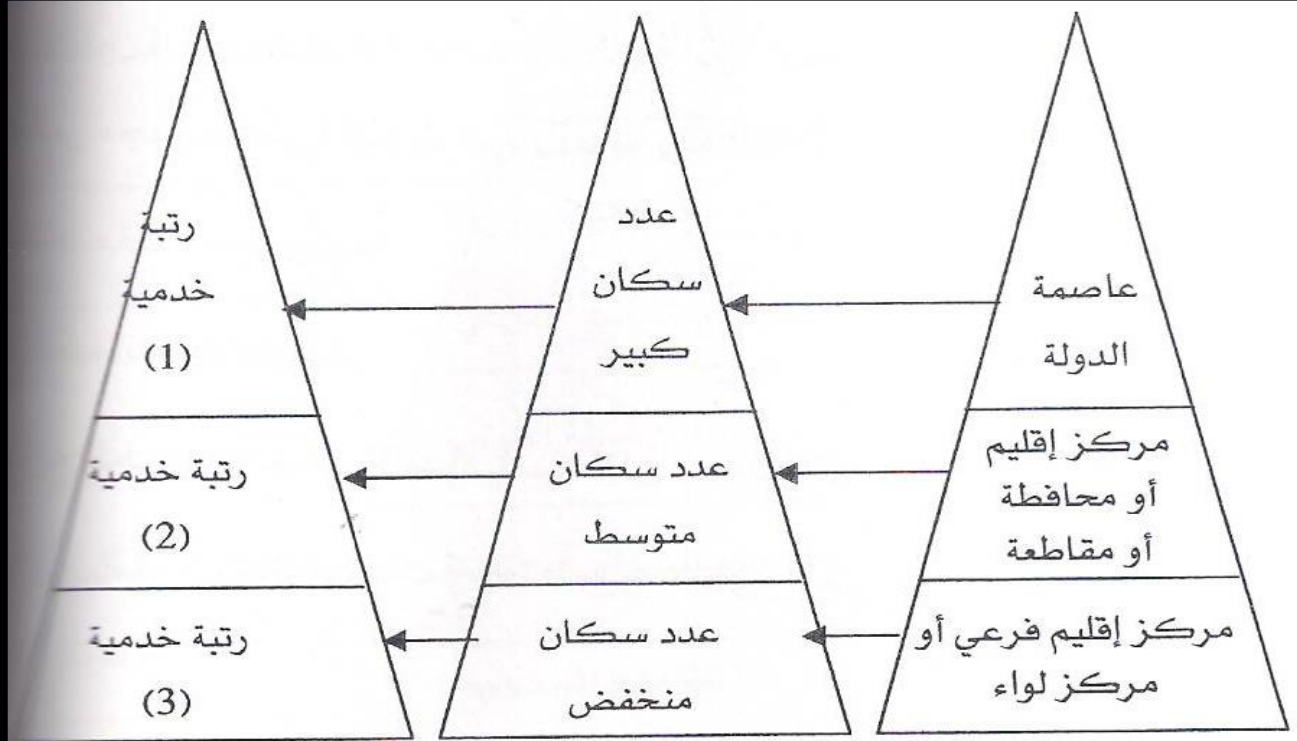 عاصمة
الدولة
مركز إقليم
أو محافظة
أو مقاطعة
مركز إقليم فرعي أو
مركز لواء
عدد
سكان
كبير
عدد سكان
متوسط
عدد سكان
منخفض
رتبة
خدمية
(1)
رتبة خدمية
(2)
رتبة خدمية
(3)